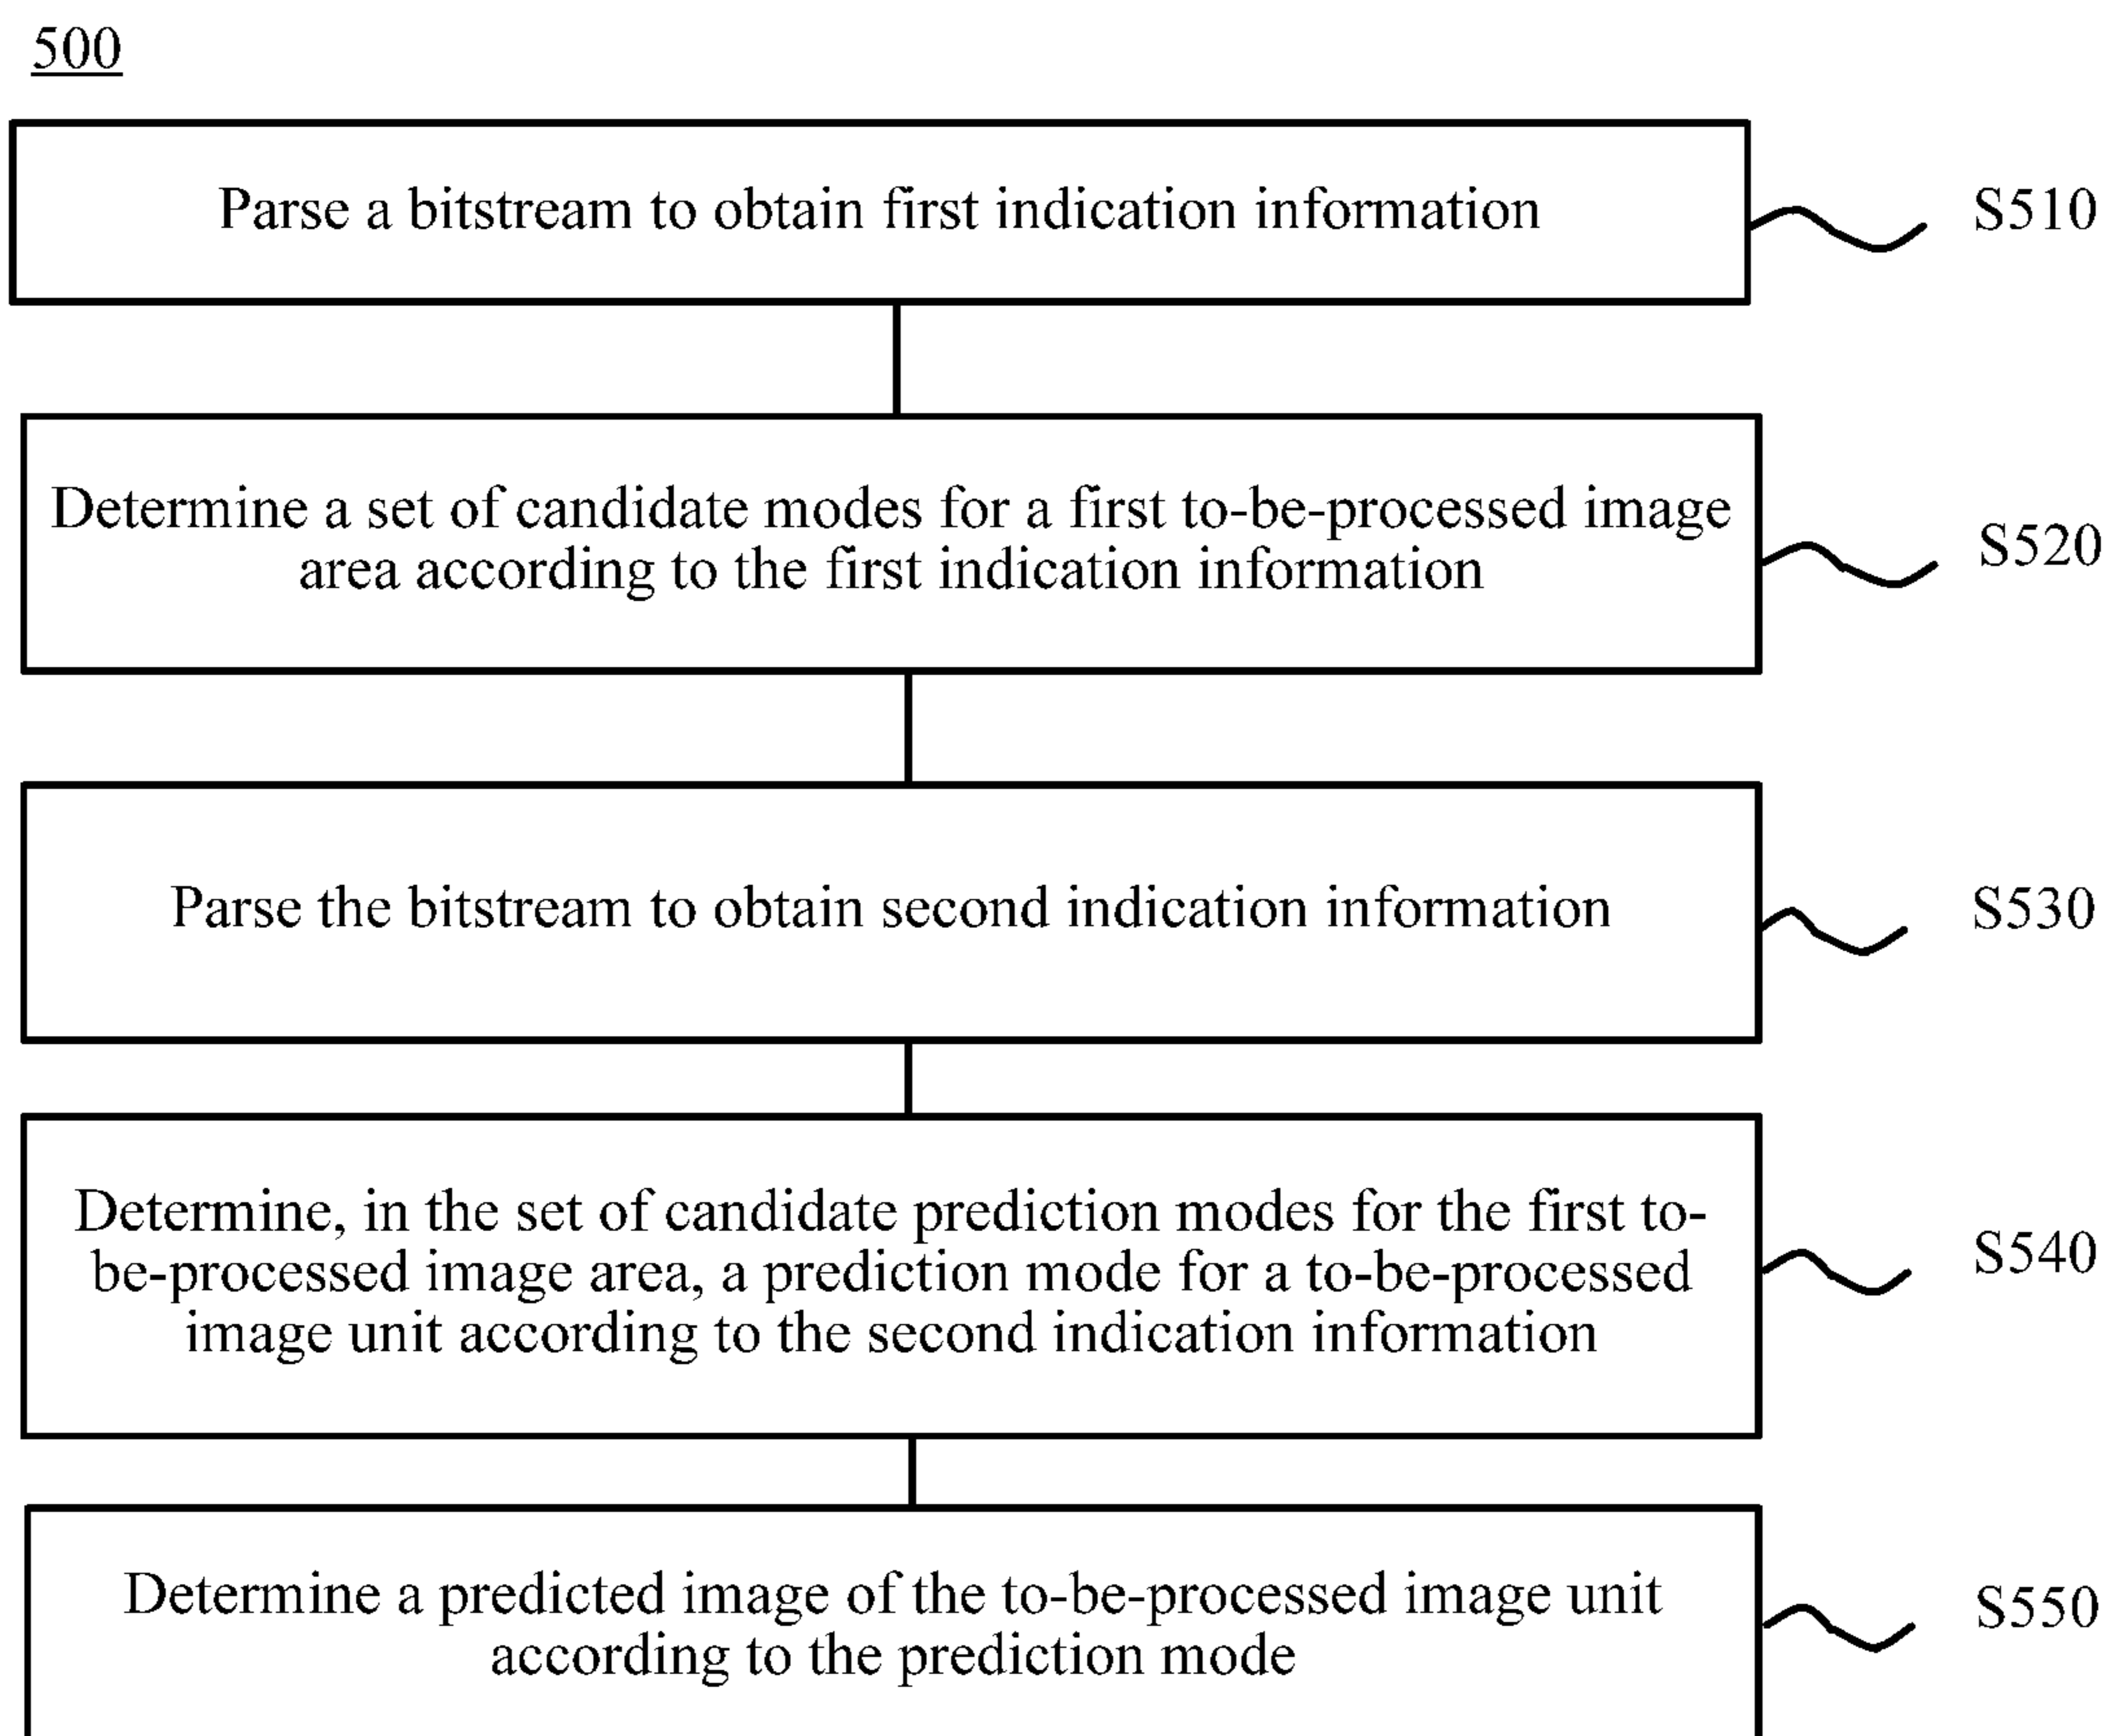 500
Parse a bitstream to obtain first indication information
S510
Determine a set of candidate modes for a first to-be-processed image
area according to the first indication information
S520
Parse the bitstream to obtain second indication information
S530
Determine, in the set of candidate prediction modes for the first to-
be-processed image area, a prediction mode for a to-be-processed
image unit according to the second indication information
S540
Determine a predicted image of the to-be-processed image unit
according to the prediction mode
S550